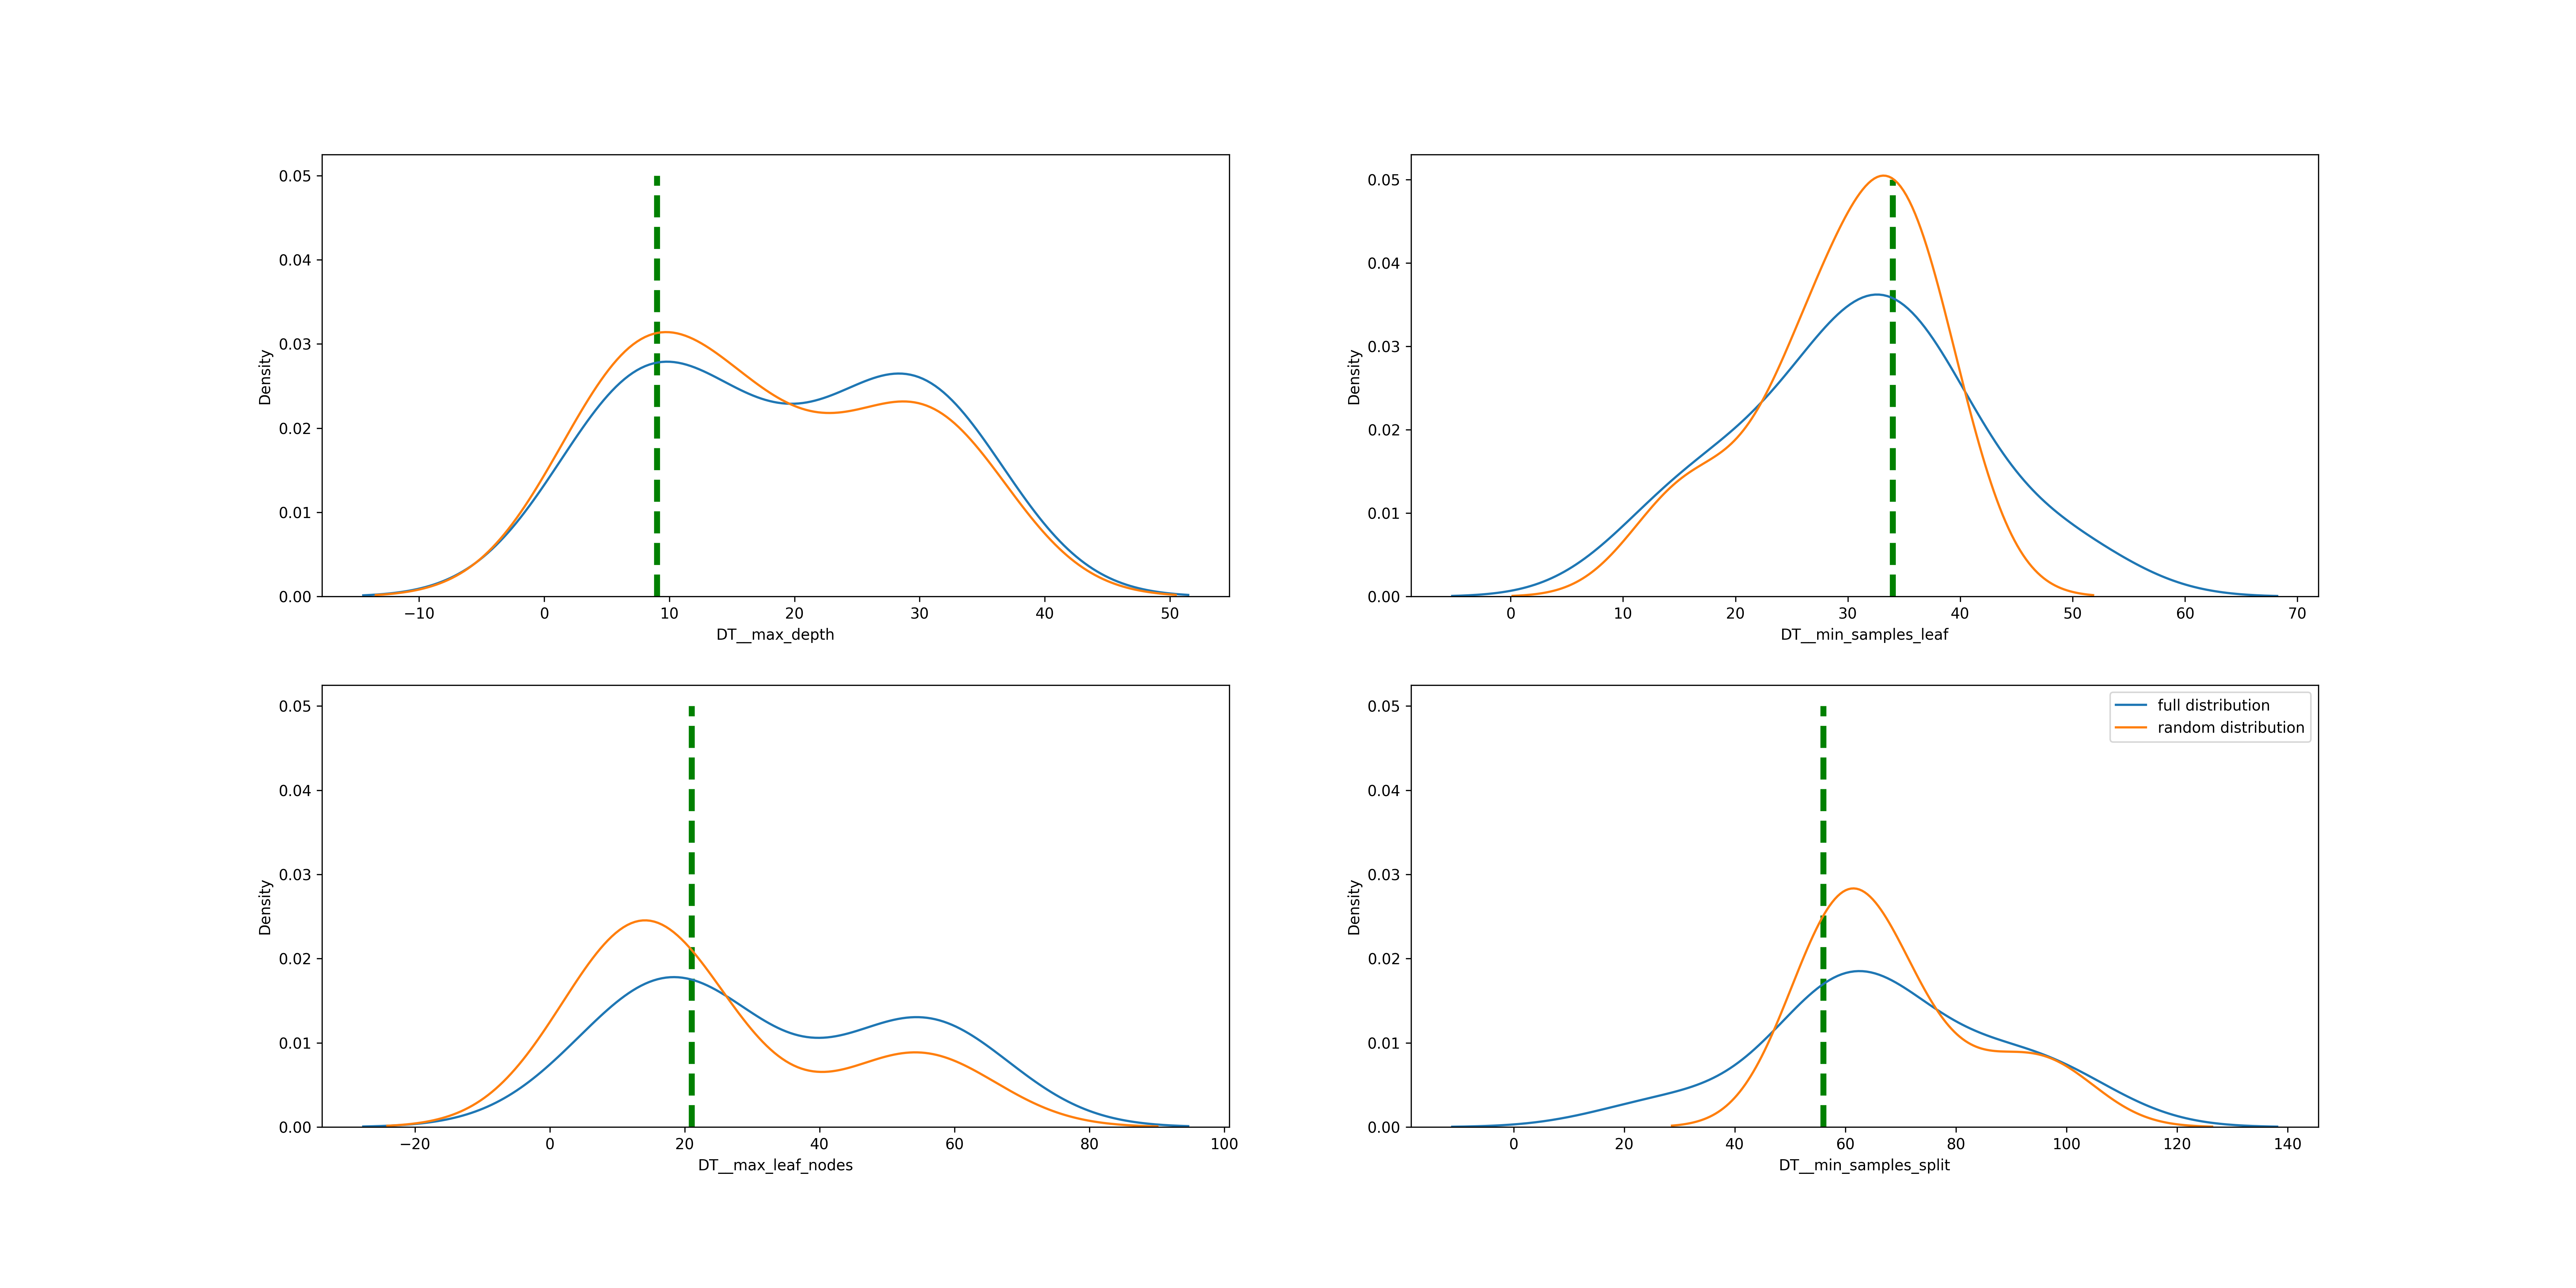 0.05
0.04
0.03
0.02
0.01
0.00
Density
−10 0 10 20 30 40 50
DT__max_depth
0.05
0.04
0.03
0.02
0.01
0.00
Density
0 10 20 30 40 50 60 70
DT__min_samples_leaf
0.05
0.04
0.03
0.02
0.01
0.00
Density
−20 0 20 40 60 80 100
DT__max_leaf_nodes
full distribution
random distribution
0.05
0.04
0.03
0.02
0.01
0.00
Density
0 20 40 60 80 100 120 140
DT__min_samples_split